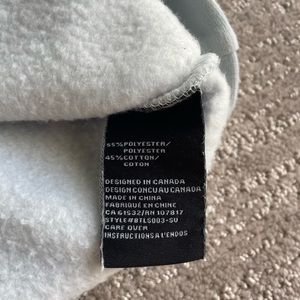 55%POLYESTER/
POLYESTER
45%COTTON/
COTON
DESIGNED IN CANADA
DESIGN CONCU AU CANADA
MADE IN CHINA
FABRIQUÉ EN CHINE
CA 61532/RN 107817
STYLE #BTLS003-SU
CARE OVER
INSTRUCTIONS A L'ENDOS